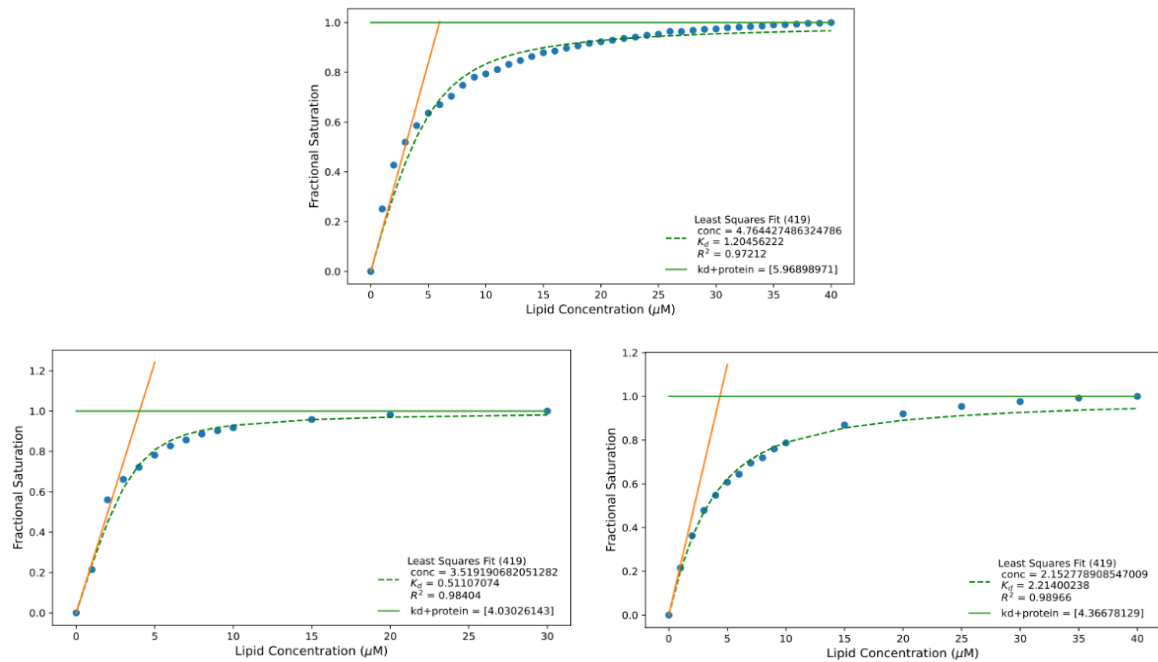 1.0
0.8
0.6
0.4
0.2
0.0
Fractional Saturation
Least Squares Fit (419)
conc = 4.764427486324786
K_d = 1.20456222
R² = 0.97212
kd+protein = [5.96898971]
0 5 10 15 20 25 30 35 40
Lipid Concentration (μM)
1.2
1.0
0.8
0.6
0.4
0.2
0.0
Fractional Saturation
Least Squares Fit (419)
conc = 3.519190682051282
K_d = 0.51107074
R² = 0.98404
kd+protein = [4.03026143]
0 5 10 15 20 25 30
Lipid Concentration (μM)
1.2
1.0
0.8
0.6
0.4
0.2
0.0
Fractional Saturation
Least Squares Fit (419)
conc = 2.152778908547009
K_d = 2.21400238
R² = 0.98966
kd+protein = [4.36678129]
0 5 10 15 20 25 30 35 40
Lipid Concentration (μM)